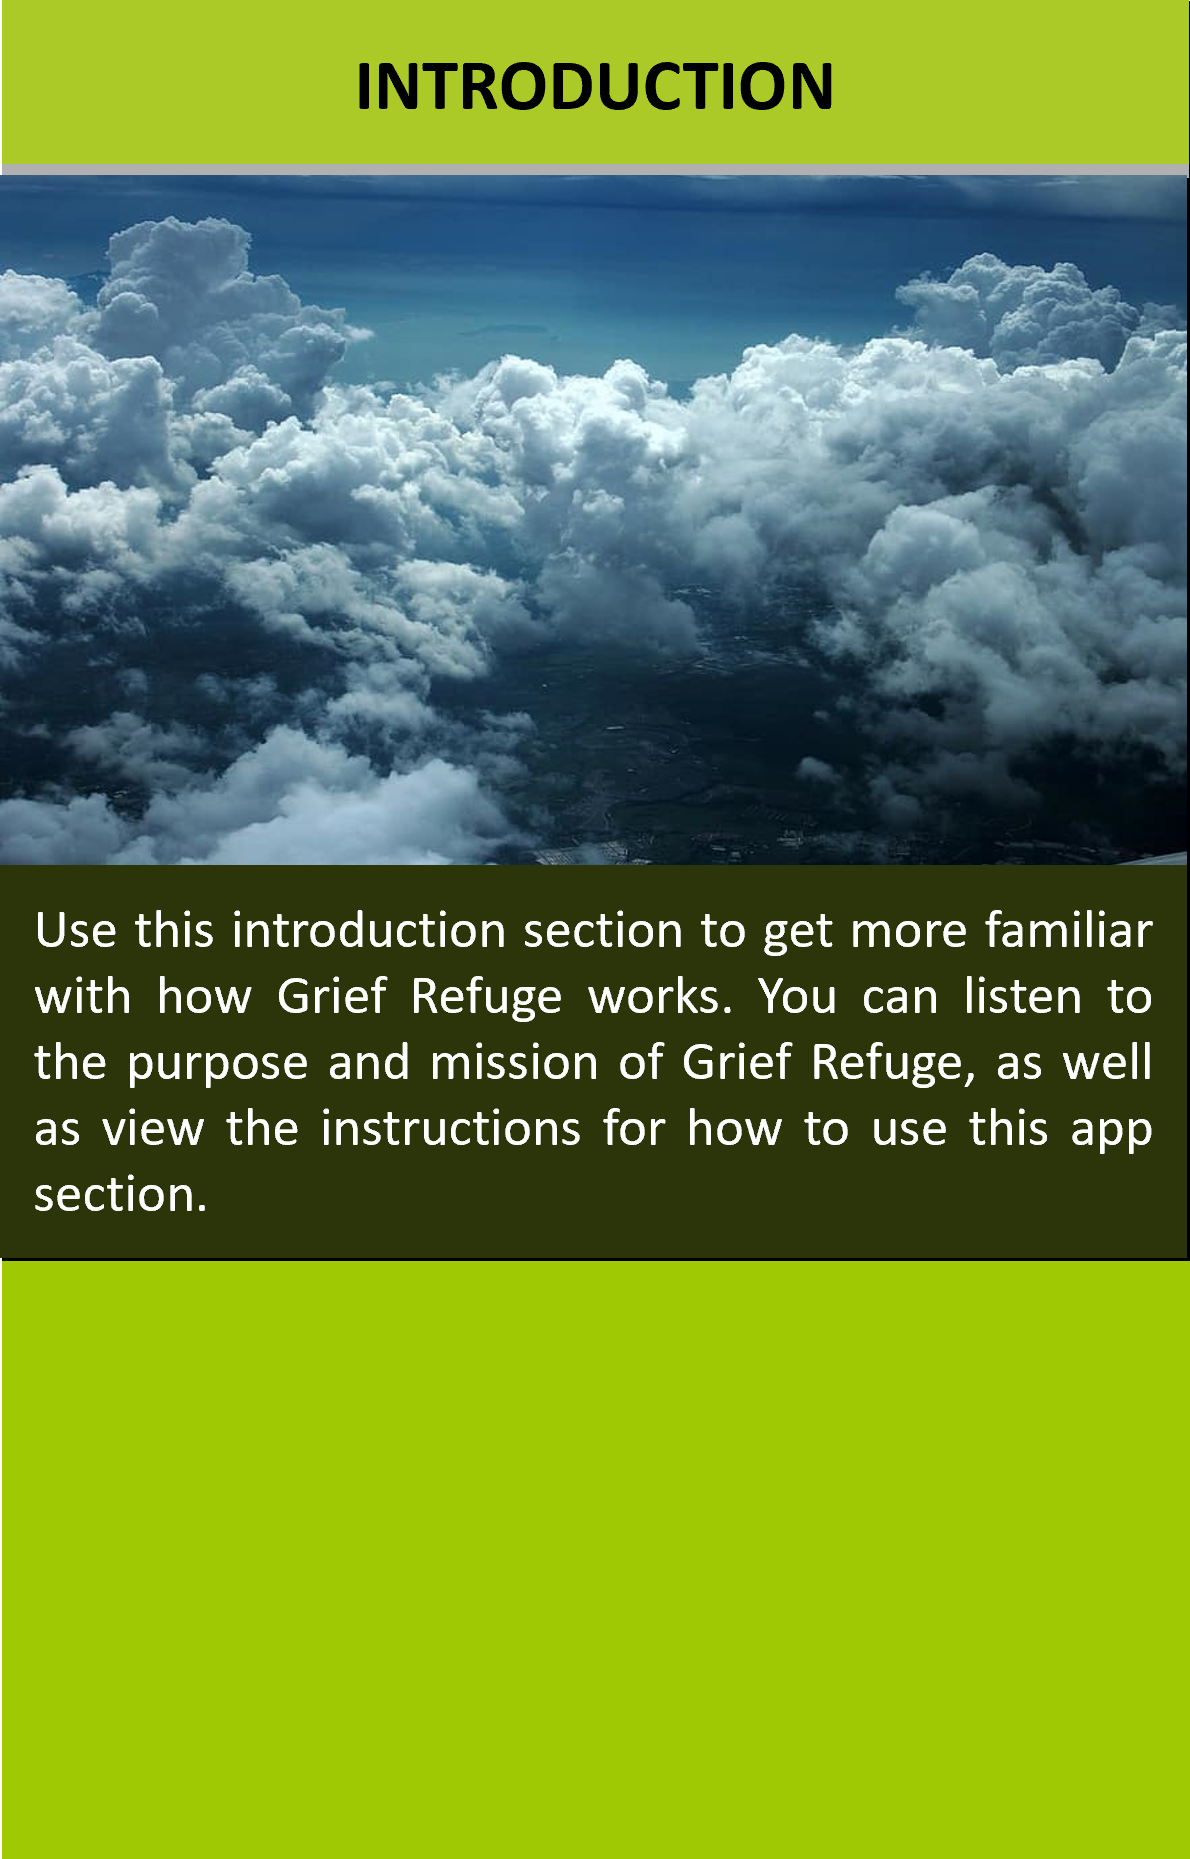 INTRODUCTION
Use this introduction section to get more familiar
with how Grief Refuge works. You can listen to
the purpose and mission of Grief Refuge, as well
as view the instructions for how to use this app
section.